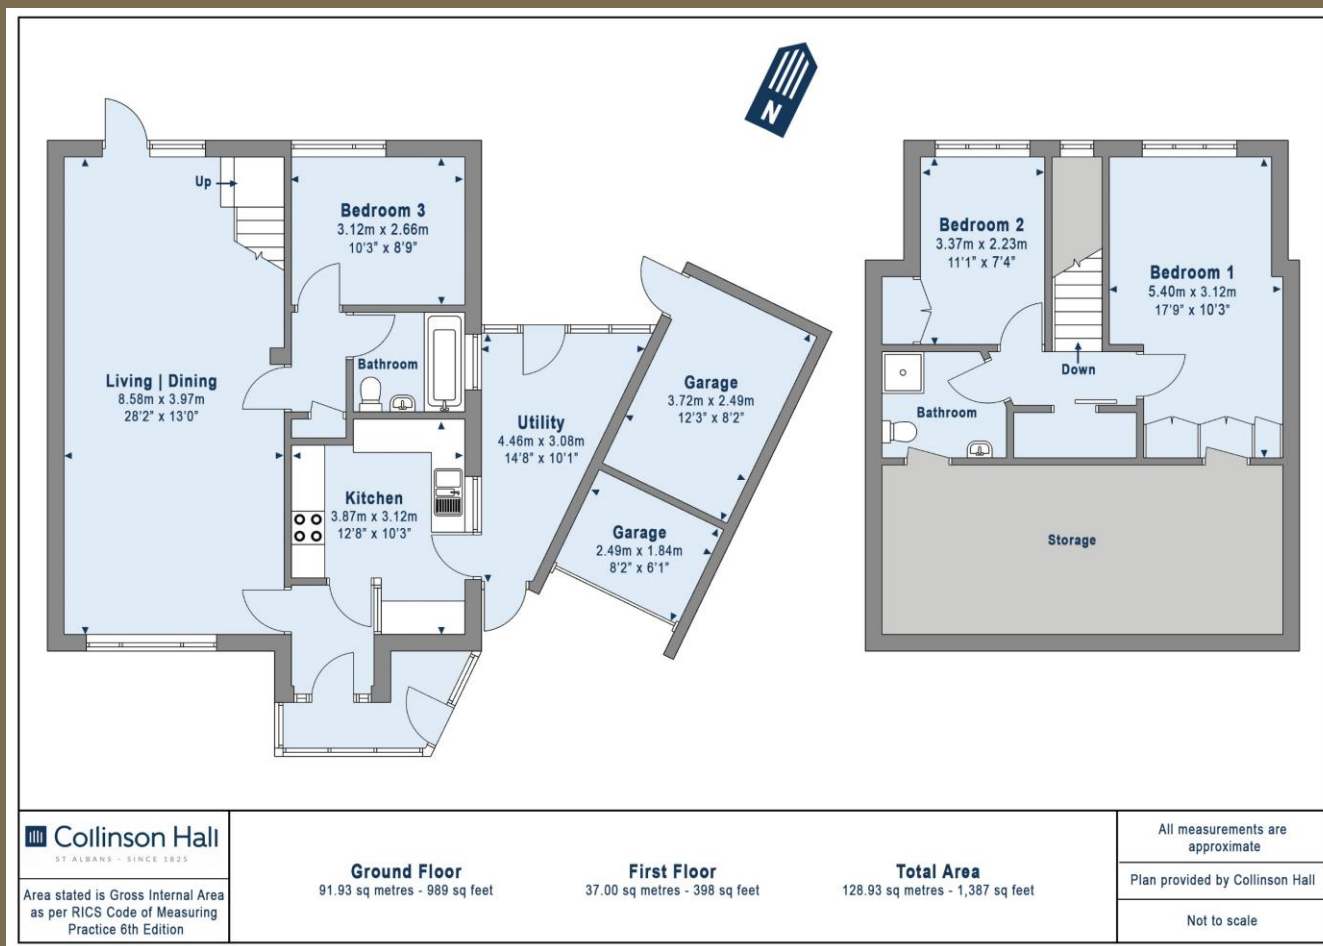 N
Up
Bedroom 3
3.12m x 2.66m
10'3" x 8'9"
Living | Dining
8.58m x 3.97m
28'2" x 13'0"
Bathroom
Kitchen
3.87m x 3.12m
12'8" x 10'3"
Utility
4.46m x 3.08m
14'8" x 10'1"
Garage
3.72m x 2.49m
12'3" x 8'2"
Garage
2.49m x 1.84m
8'2" x 6'1"
Bedroom 2
3.37m x 2.23m
11'1" x 7'4"
Bedroom 1
5.40m x 3.12m
17'9" x 10'3"
Down
Bathroom
Storage
Collinson Hall
ST ALBANS - SINCE 1825
Area stated is Gross Internal Area
as per RICS Code of Measuring
Practice 6th Edition
Ground Floor
91.93 sq metres - 989 sq feet
First Floor
37.00 sq metres - 398 sq feet
Total Area
128.93 sq metres - 1,387 sq feet
All measurements are
approximate
Plan provided by Collinson Hall
Not to scale